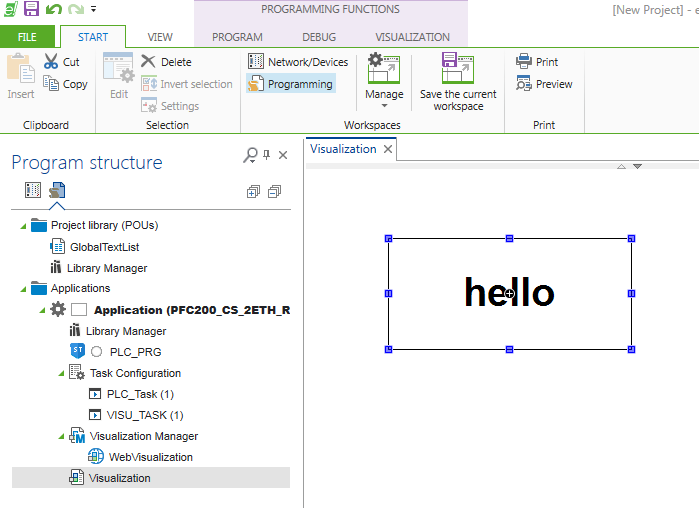 PROGRAMMING FUNCTIONS
[New Project] - e
FILE START VIEW PROGRAM DEBUG VISUALIZATION
Insert
Cut
Copy
Clipboard
Edit
Delete
Invert selection
Settings
Selection
Network/Devices
Programming
Manage
Save the current
workspace
Workspaces
Print
Preview
Print
Program structure
Project library (POUs)
GlobalTextList
Library Manager
Applications
Application (PFC200_CS_2ETH_R
Library Manager
ST PLC_PRG
Task Configuration
PLC_Task (1)
VISU_TASK (1)
Visualization Manager
WebVisualization
Visualization
Visualization
hello